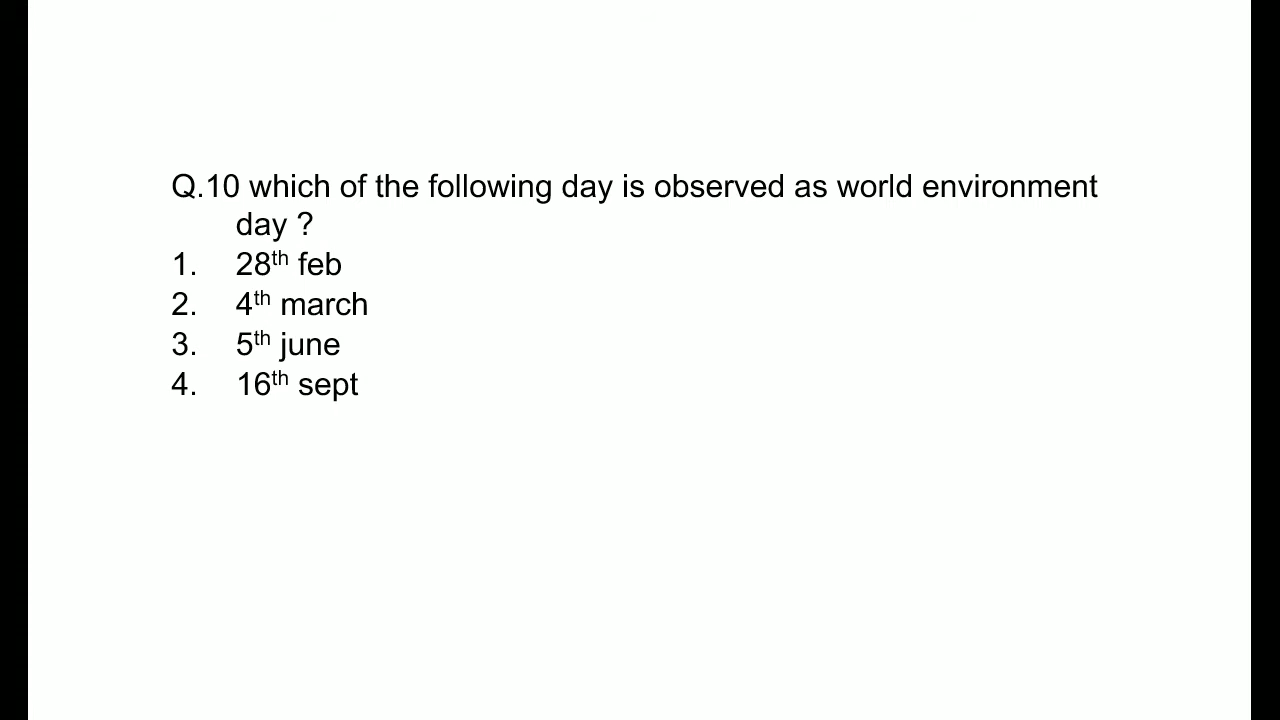 Q.10 which of the following day is observed as world environment
day ?
1. 28th feb
2. 4th march
3. 5th june
4. 16th sept